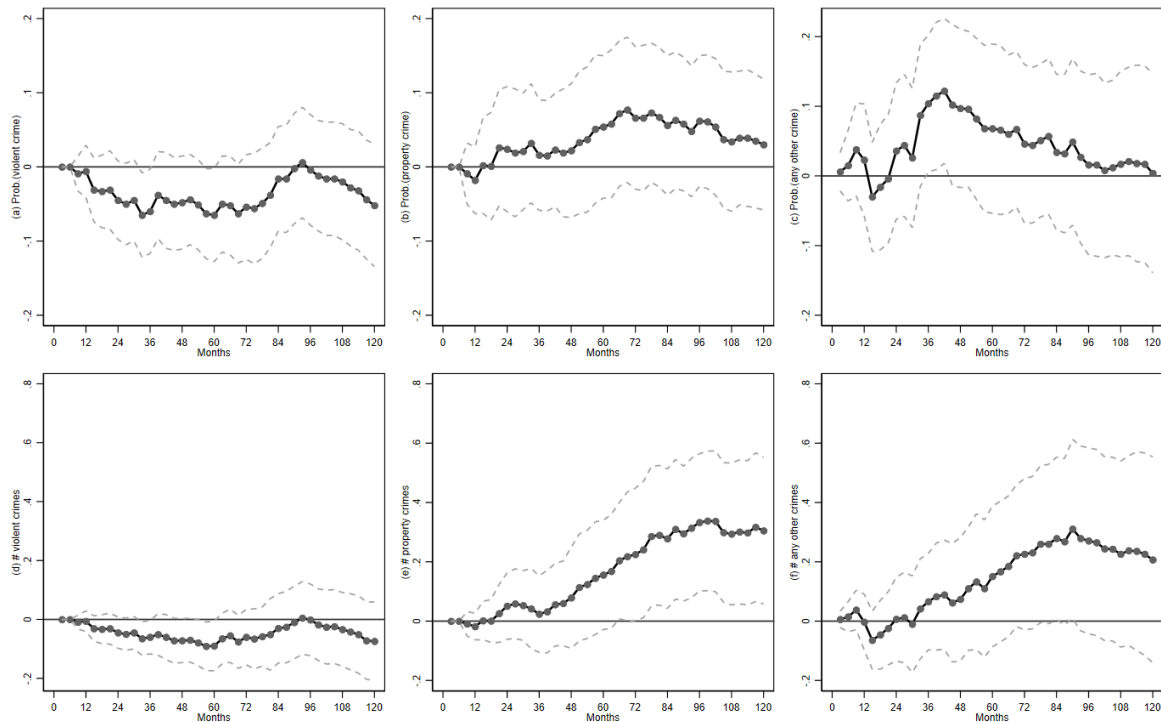 (a) Prob.(violent crime)
.2
.1
0
-.1
-.2
0 12 24 36 48 60 72 84 96 108 120
Months
(b) Prob.(property crime)
.2
.1
0
-.1
-.2
0 12 24 36 48 60 72 84 96 108 120
Months
(c) Prob.(any other crime)
.2
.1
0
-.1
-.2
0 12 24 36 48 60 72 84 96 108 120
Months
(d) # violent crimes
.8
.6
.4
.2
0
-.2
0 12 24 36 48 60 72 84 96 108 120
Months
(e) # property crimes
.8
.6
.4
.2
0
-.2
0 12 24 36 48 60 72 84 96 108 120
Months
(f) # any other crimes
.8
.6
.4
.2
0
-.2
0 12 24 36 48 60 72 84 96 108 120
Months